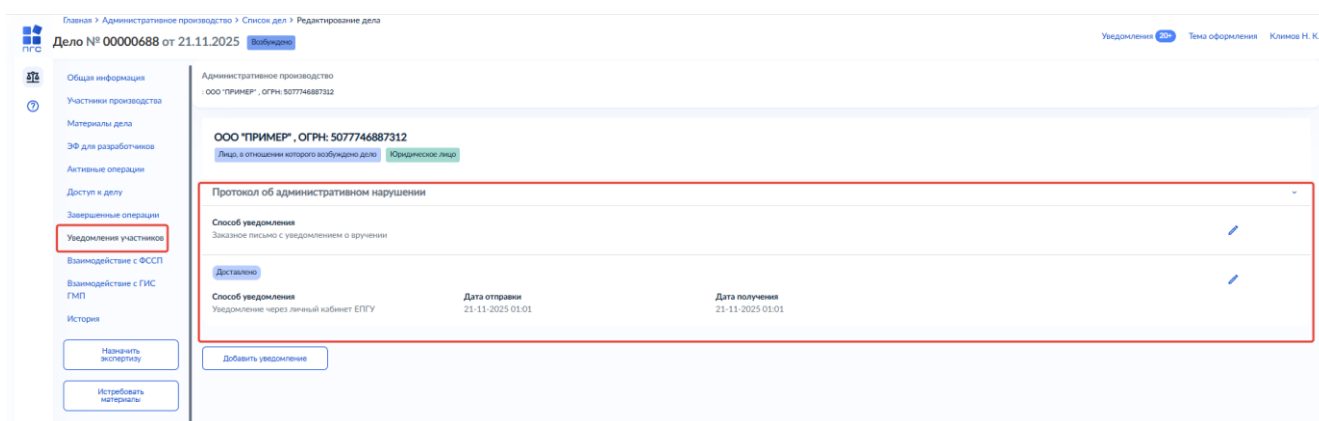 Главная > Административное производство > Список дел > Редактирование дела
ПГС
Дело № 00000688 от 21.11.2025 Возбуждено
Уведомления 20+ Тема оформления Климов Н. К.
Общая информация
Участники производства
Материалы дела
ЭФ для разработчиков
Активные операции
Доступ к делу
Завершенные операции
Уведомления участников
Взаимодействие с ФССП
Взаимодействие с ГИС
ГМП
История
Назначить
экспертизу
Истребовать
материалы
Административное производство
: ООО "ПРИМЕР" , ОГРН: 5077746887312
ООО "ПРИМЕР" , ОГРН: 5077746887312
Лицо, в отношении которого возбуждено дело Юридическое лицо
Протокол об административном нарушении
Способ уведомления
Заказное письмо с уведомлением о вручении
Доставлено
Способ уведомления Дата отправки Дата получения
Уведомление через личный кабинет ЕПГУ 21-11-2025 01:01 21-11-2025 01:01
Добавить уведомление